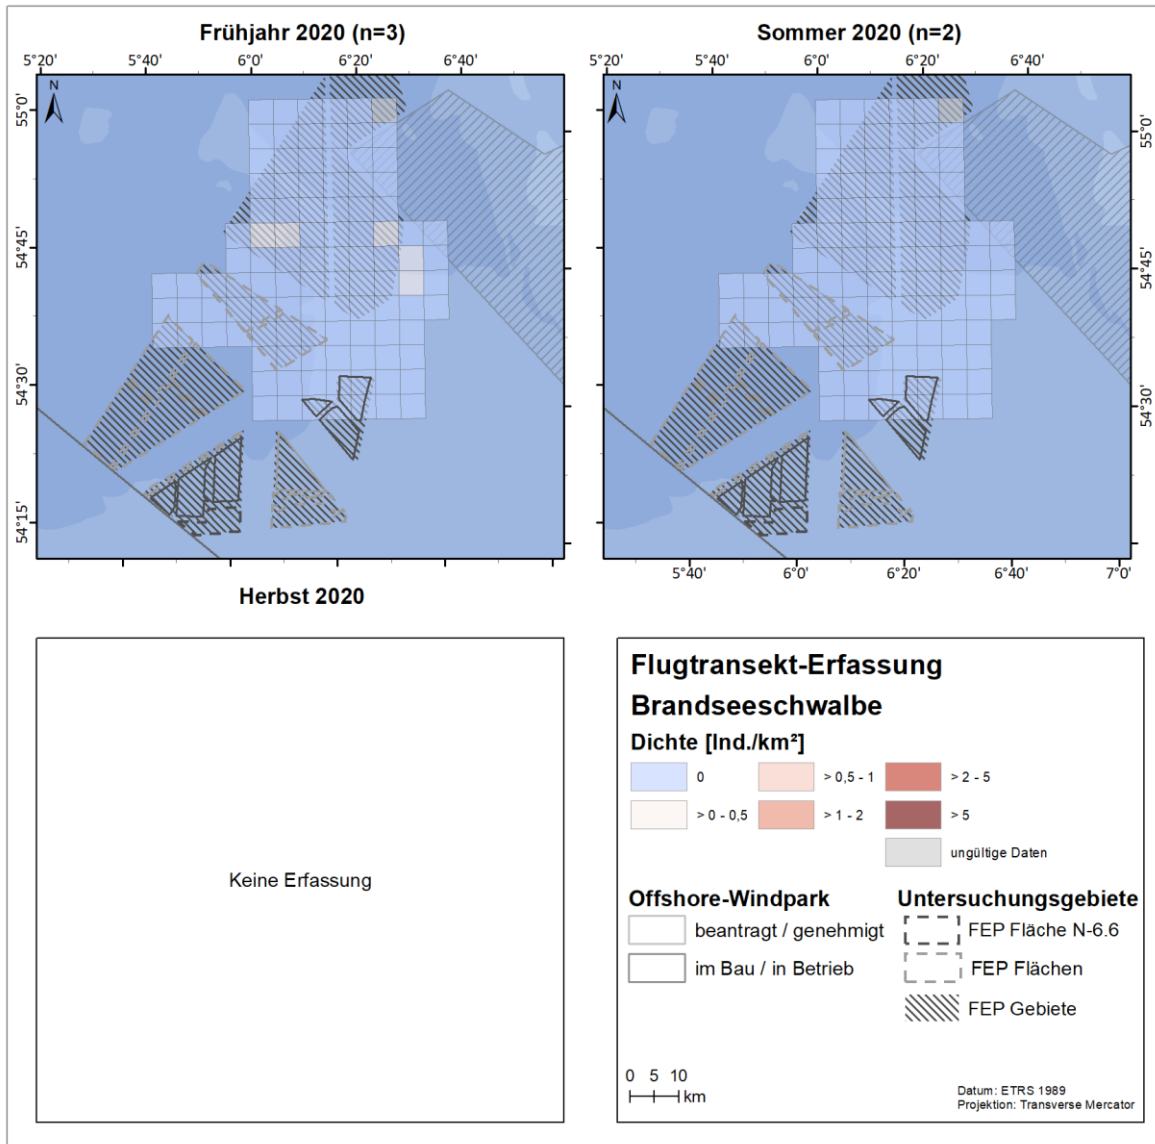 Frühjahr 2020 (n=3)
5°20' 5°40' 6°0' 6°20' 6°40'
N
55°0'
54°45'
54°30'
54°15'
Sommer 2020 (n=2)
5°40' 6°0' 6°20' 6°40'
N
55°0'
54°45'
54°30'
5°40' 6°0' 6°20' 6°40' 7°0'
Herbst 2020
Keine Erfassung
Flugtransekt-Erfassung
Brandseeschwalbe
Dichte [Ind./km²]
0 > 0,5 - 1 > 2 - 5
> 0 - 0,5 > 1 - 2 > 5
ungültige Daten
Offshore-Windpark
beantragt / genehmigt
im Bau / in Betrieb
Untersuchungsgebiete
FEP Fläche N-6.6
FEP Flächen
FEP Gebiete
0 5 10
km
Datum: ETRS 1989
Projektion: Transverse Mercator